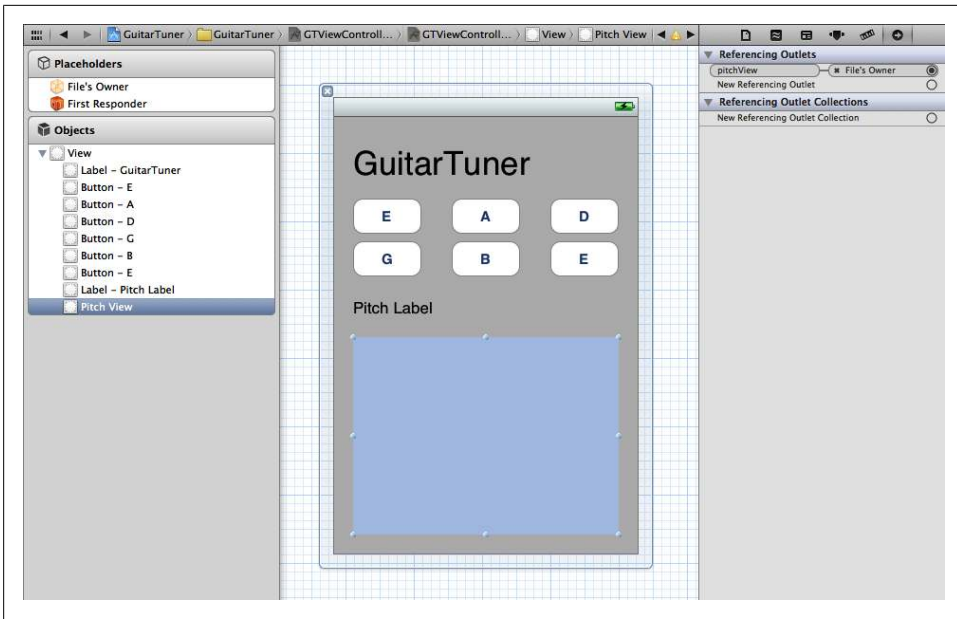 GuitarTuner GuitarTuner GTViewControll... GTViewControll... View Pitch View
Placeholders
File's Owner
First Responder
Objects
View
Label – GuitarTuner
Button – E
Button – A
Button – D
Button – G
Button – B
Button – E
Label – Pitch Label
Pitch View
GuitarTuner
E A D
G B E
Pitch Label
Referencing Outlets
pitchView File's Owner
New Referencing Outlet
Referencing Outlet Collections
New Referencing Outlet Collection